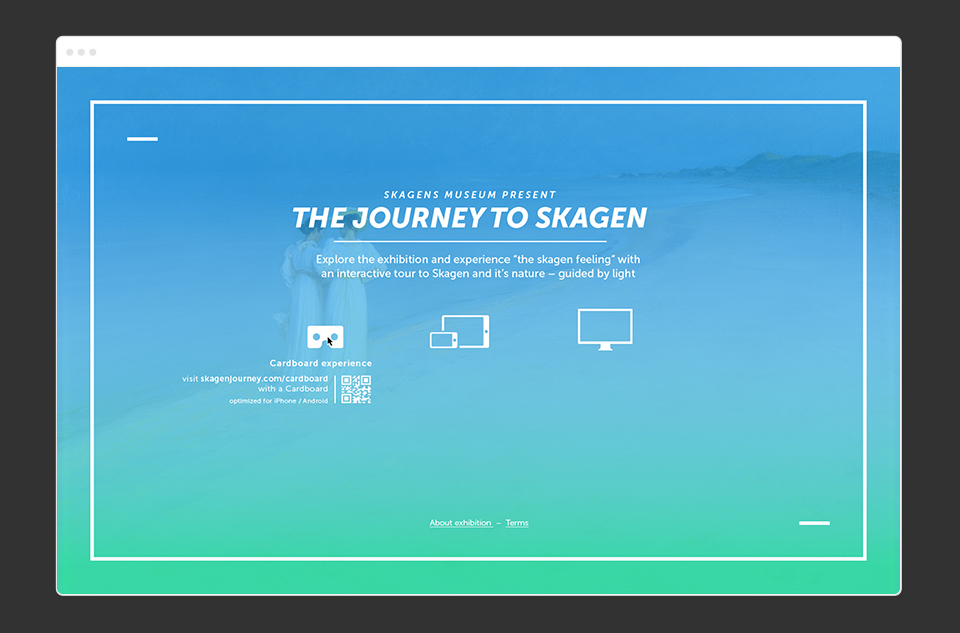 SKAGENS MUSEUM PRESENT
THE JOURNEY TO SKAGEN
Explore the exhibition and experience “the skagen feeling” with
an interactive tour to Skagen and it’s nature – guided by light
Cardboard experience
visit skagenjourney.com/cardboard
with a Cardboard
optimized for iPhone / Android
About exhibition – Terms